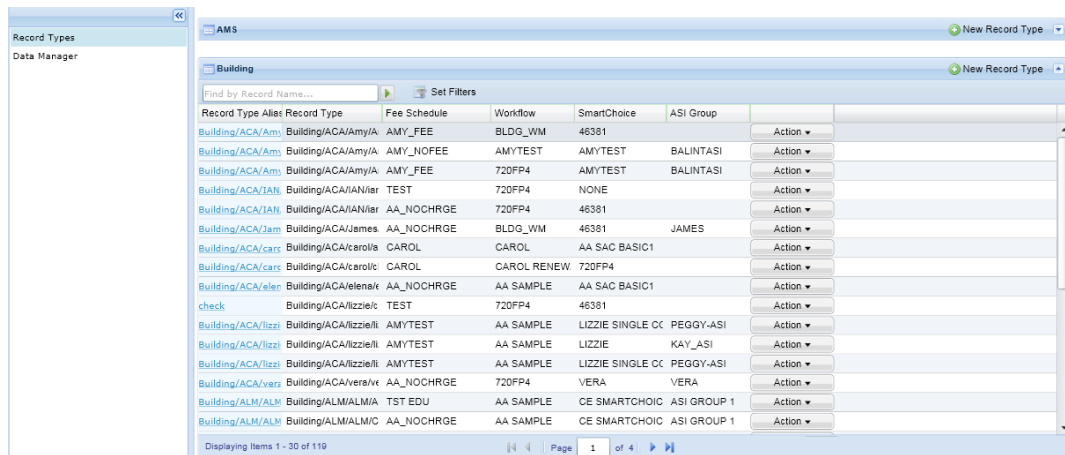 Record Types
Data Manager
AMS New Record Type
Building New Record Type
Find by Record Name... Set Filters
Record Type Alias Record Type Fee Schedule Workflow SmartChoice ASI Group
Building/ACA/Amy Building/ACA/Amy/A AMY_FEE BLDG_WM 46381 Action
Building/ACA/Amy Building/ACA/Amy/A AMY_NOFEE AMYTEST AMYTEST BALINTASI Action
Building/ACA/Amy Building/ACA/Amy/A AMY_FEE 720FP4 AMYTEST BALINTASI Action
Building/ACA/IAN Building/ACA/IAN/iar TEST 720FP4 NONE Action
Building/ACA/IAN Building/ACA/IAN/iar AA_NOCHRGE 720FP4 46381 Action
Building/ACA/Jam Building/ACA/James AA_NOCHRGE BLDG_WM 46381 JAMES Action
Building/ACA/carc Building/ACA/carol/a CAROL CAROL AA SAC BASIC1 Action
Building/ACA/carc Building/ACA/carol/c CAROL CAROL RENEW. 720FP4 Action
Building/ACA/elen Building/ACA/elena/e AA_NOCHRGE AA SAMPLE AA SAC BASIC1 Action
check Building/ACA/lizzie/c TEST 720FP4 46381 Action
Building/ACA/lizzi Building/ACA/lizzie/li AMYTEST AA SAMPLE LIZZIE SINGLE CC PEGGY-ASI Action
Building/ACA/lizzi Building/ACA/lizzie/li AMYTEST AA SAMPLE LIZZIE KAY_ASI Action
Building/ACA/lizzi Building/ACA/lizzie/li AMYTEST AA SAMPLE LIZZIE SINGLE CC PEGGY-ASI Action
Building/ACA/vera Building/ACA/vera/ve AA_NOCHRGE 720FP4 VERA VERA Action
Building/ALM/ALM Building/ALM/ALM/A TST EDU AA SAMPLE CE SMARTCHOIC ASI GROUP 1 Action
Building/ALM/ALM Building/ALM/ALM/C AA_NOCHRGE AA SAMPLE CE SMARTCHOIC ASI GROUP 1 Action
Displaying Items 1 - 30 of 119 Page 1 of 4